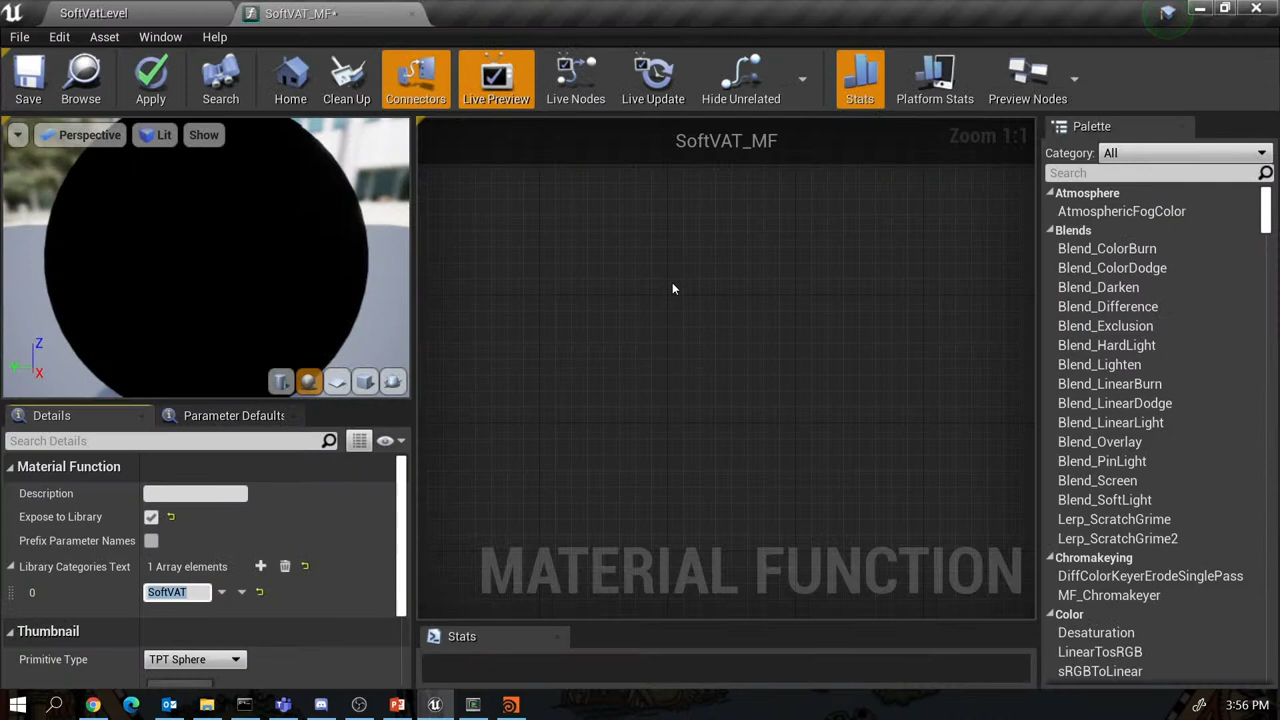 SoftVatLevel
SoftVAT_MF*
File Edit Asset Window Help
Save Browse Apply Search Home Clean Up Connectors Live Preview Live Nodes Live Update Hide Unrelated Stats Platform Stats Preview Nodes
Perspective Lit Show
SoftVAT_MF
Zoom 1:1
Palette
Category: All
Search
Atmosphere
AtmosphericFogColor
Blends
Blend_ColorBurn
Blend_ColorDodge
Blend_Darken
Blend_Difference
Blend_Exclusion
Blend_HardLight
Blend_Lighten
Blend_LinearBurn
Blend_LinearDodge
Blend_LinearLight
Blend_Overlay
Blend_PinLight
Blend_Screen
Blend_SoftLight
Lerp_ScratchGrime
Lerp_ScratchGrime2
Chromakeying
DiffColorKeyerErodeSinglePass
MF_Chromakeyer
Color
Desaturation
LinearTosRGB
sRGBToLinear
Z
X
Details Parameter Defaults
Search Details
Material Function
Description
Expose to Library
Prefix Parameter Names
Library Categories Text 1 Array elements
0 SoftVAT
Thumbnail
Primitive Type TPT Sphere
MATERIAL FUNCTION
Stats
3:56 PM